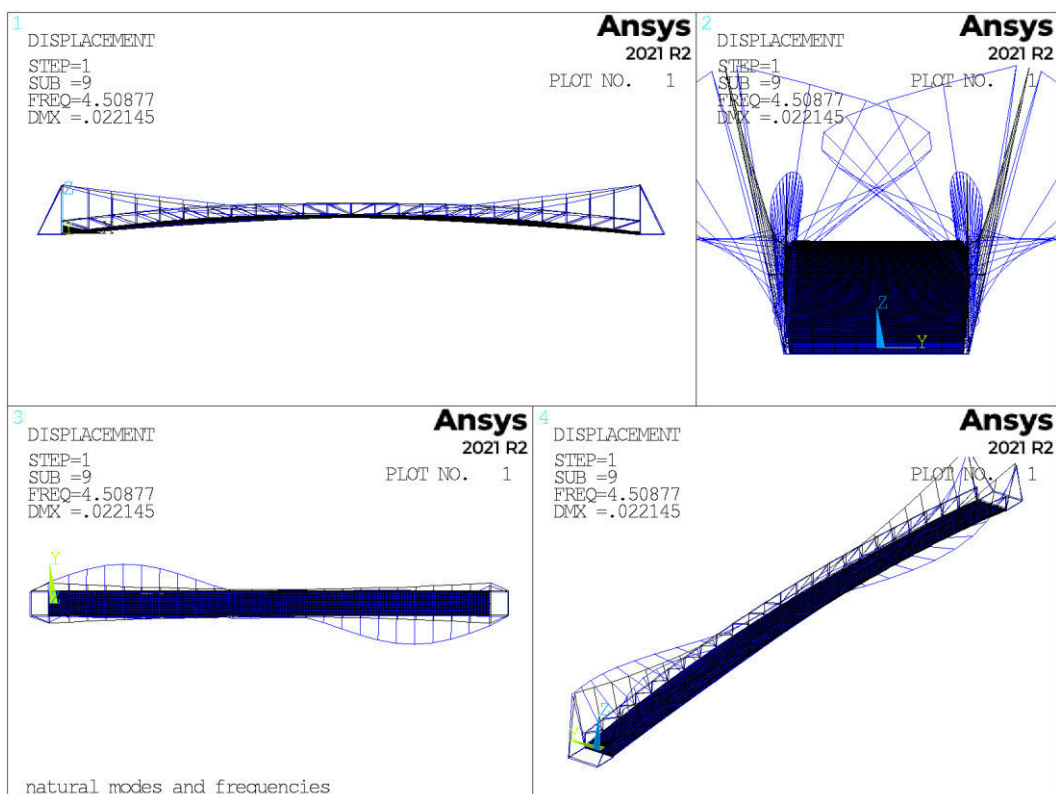 1
DISPLACEMENT
STEP=1
SUB =9
FREQ=4.50877
DMX =.022145
Ansys
2021 R2
PLOT NO. 1
Z
2
DISPLACEMENT
STEP=1
SUB =9
FREQ=4.50877
DMX =.022145
Ansys
2021 R2
PLOT NO. 1
Z
Y
3
DISPLACEMENT
STEP=1
SUB =9
FREQ=4.50877
DMX =.022145
Ansys
2021 R2
PLOT NO. 1
Y
natural modes and frequencies
4
DISPLACEMENT
STEP=1
SUB =9
FREQ=4.50877
DMX =.022145
Ansys
2021 R2
PLOT NO. 1
Z
Y